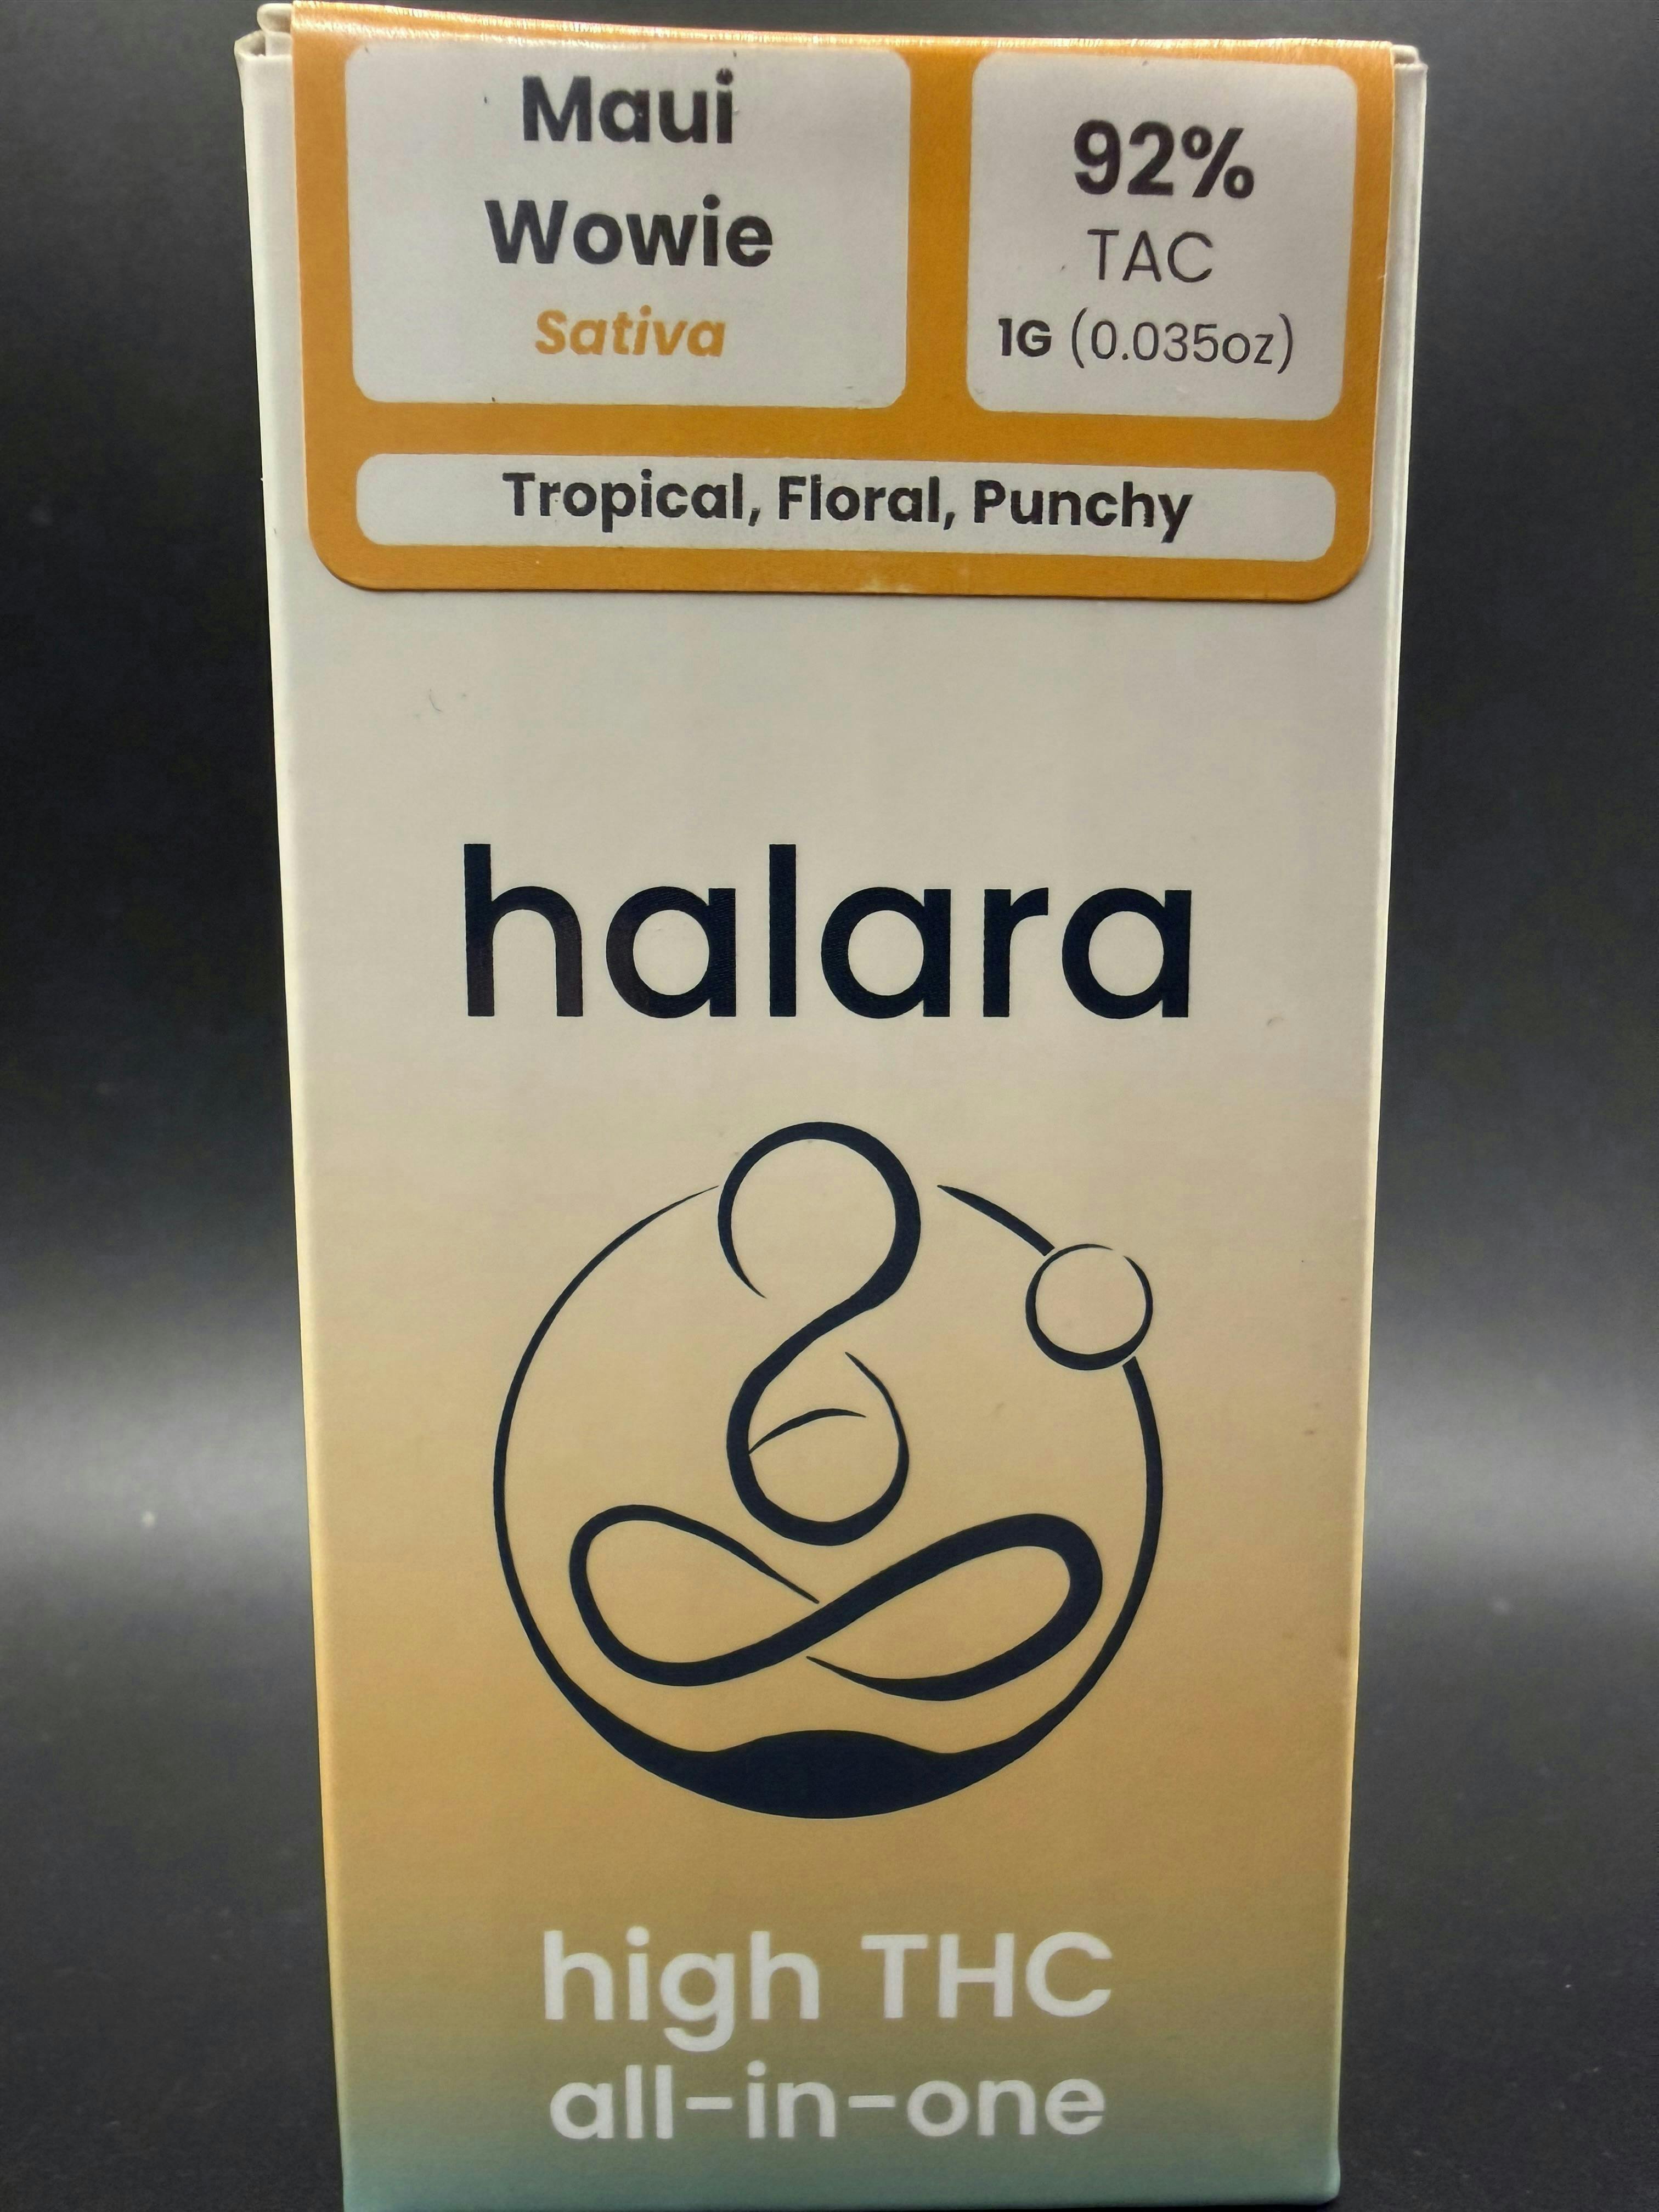 Maui
Wowie
Sativa
92%
TAC
1G (0.035oz)
Tropical, Floral, Punchy
halara
high THC
all-in-one